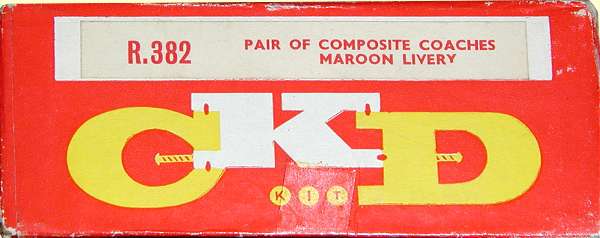 R.382
PAIR OF COMPOSITE COACHES
MAROON LIVERY
CKD
KIT